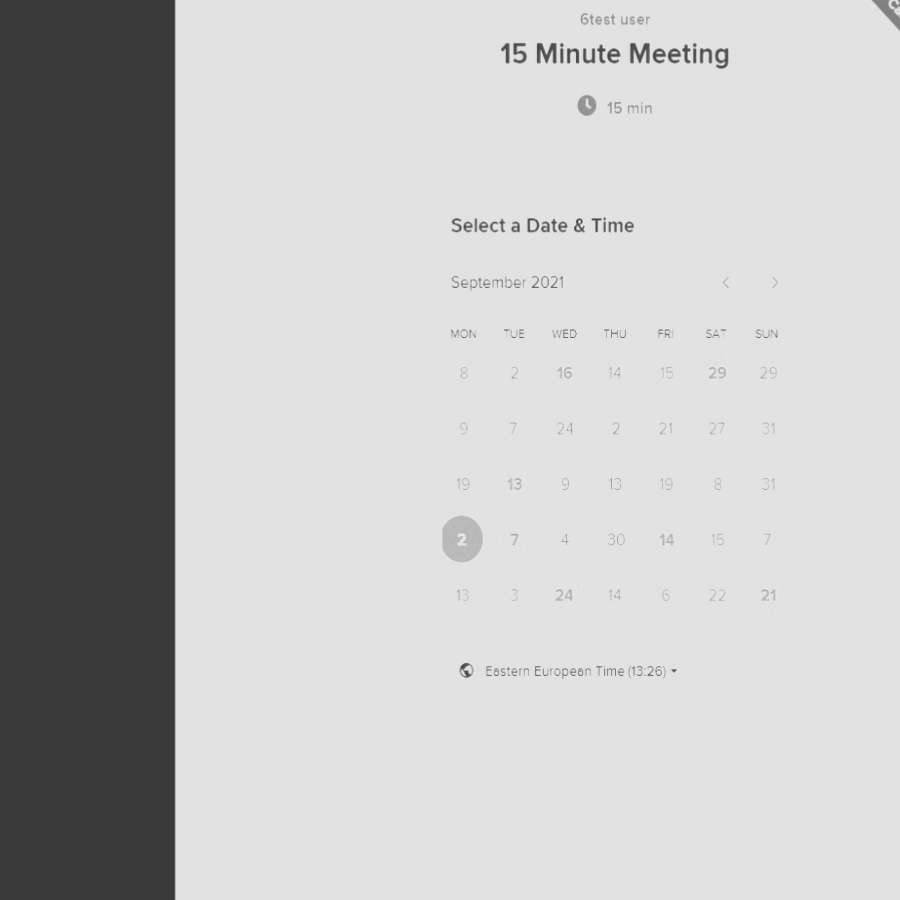 6test user
15 Minute Meeting
15 min
Select a Date & Time
September 2021
MON TUE WED THU FRI SAT SUN
8 2 16 14 15 29 29
9 7 24 2 21 27 31
19 13 9 13 19 8 31
2 7 4 30 14 15 7
13 3 24 14 6 22 21
Eastern European Time (13:26)